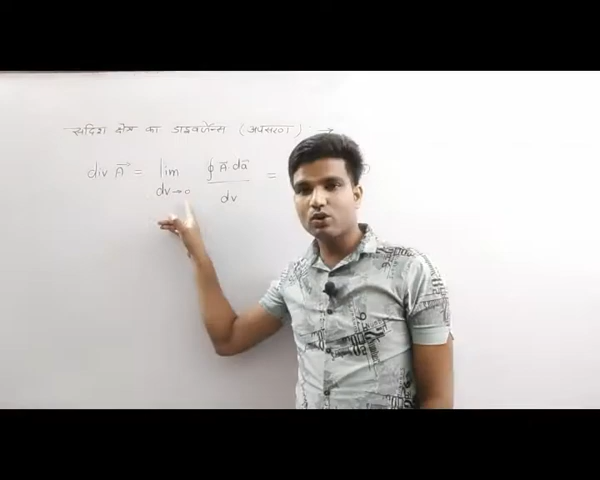 सदिश क्षेत्र का डाइवर्जेन्स (अपसरण) →
div A⃗ = lim dv→0 ∮ A⃗·da⃗ / dv =